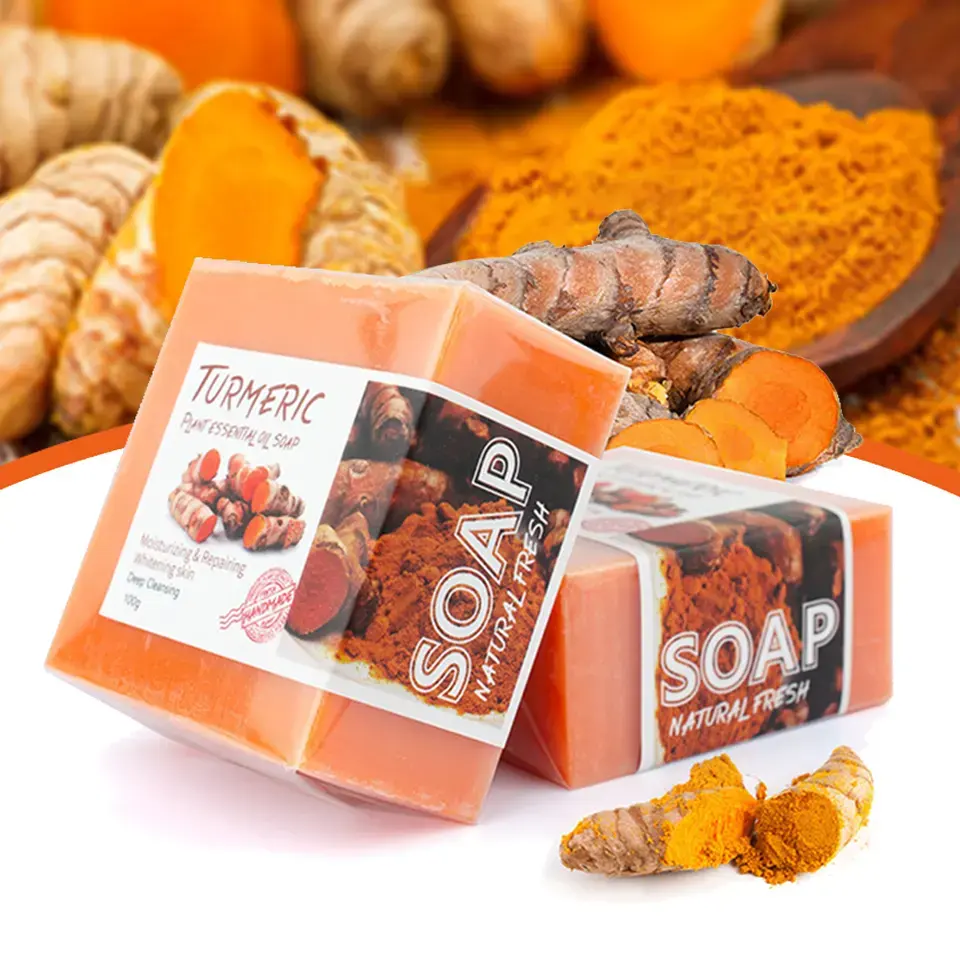 TURMERIC
PLANT ESSENTIAL OIL SOAP
Moisturizing & Repairing
Whitening skin
Deep Cleansing
100g
HANDMADE
SOAP
NATURAL FRESH
TURMERIC
SOAP
NATURAL FRESH